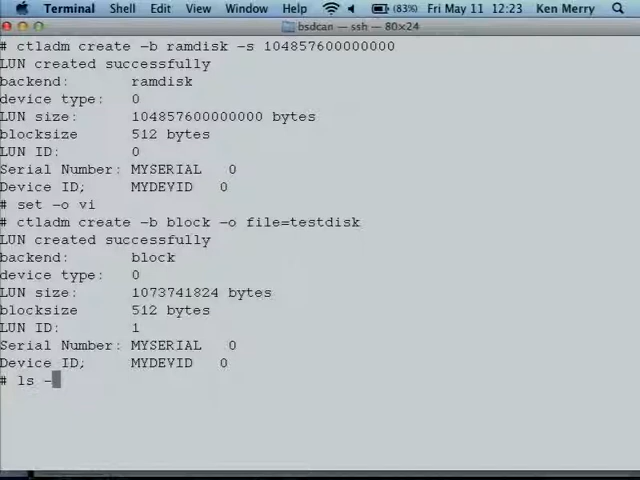 Terminal Shell Edit View Window Help (83%) Fri May 11 12:23 Ken Merry
bsdcan — ssh — 80×24
# ctladm create -b ramdisk -s 104857600000000
LUN created successfully
backend: ramdisk
device type: 0
LUN size: 104857600000000 bytes
blocksize 512 bytes
LUN ID: 0
Serial Number: MYSERIAL 0
Device ID; MYDEVID 0
# set -o vi
# ctladm create -b block -o file=testdisk
LUN created successfully
backend: block
device type: 0
LUN size: 1073741824 bytes
blocksize 512 bytes
LUN ID: 1
Serial Number: MYSERIAL 0
Device ID; MYDEVID 0
# ls -